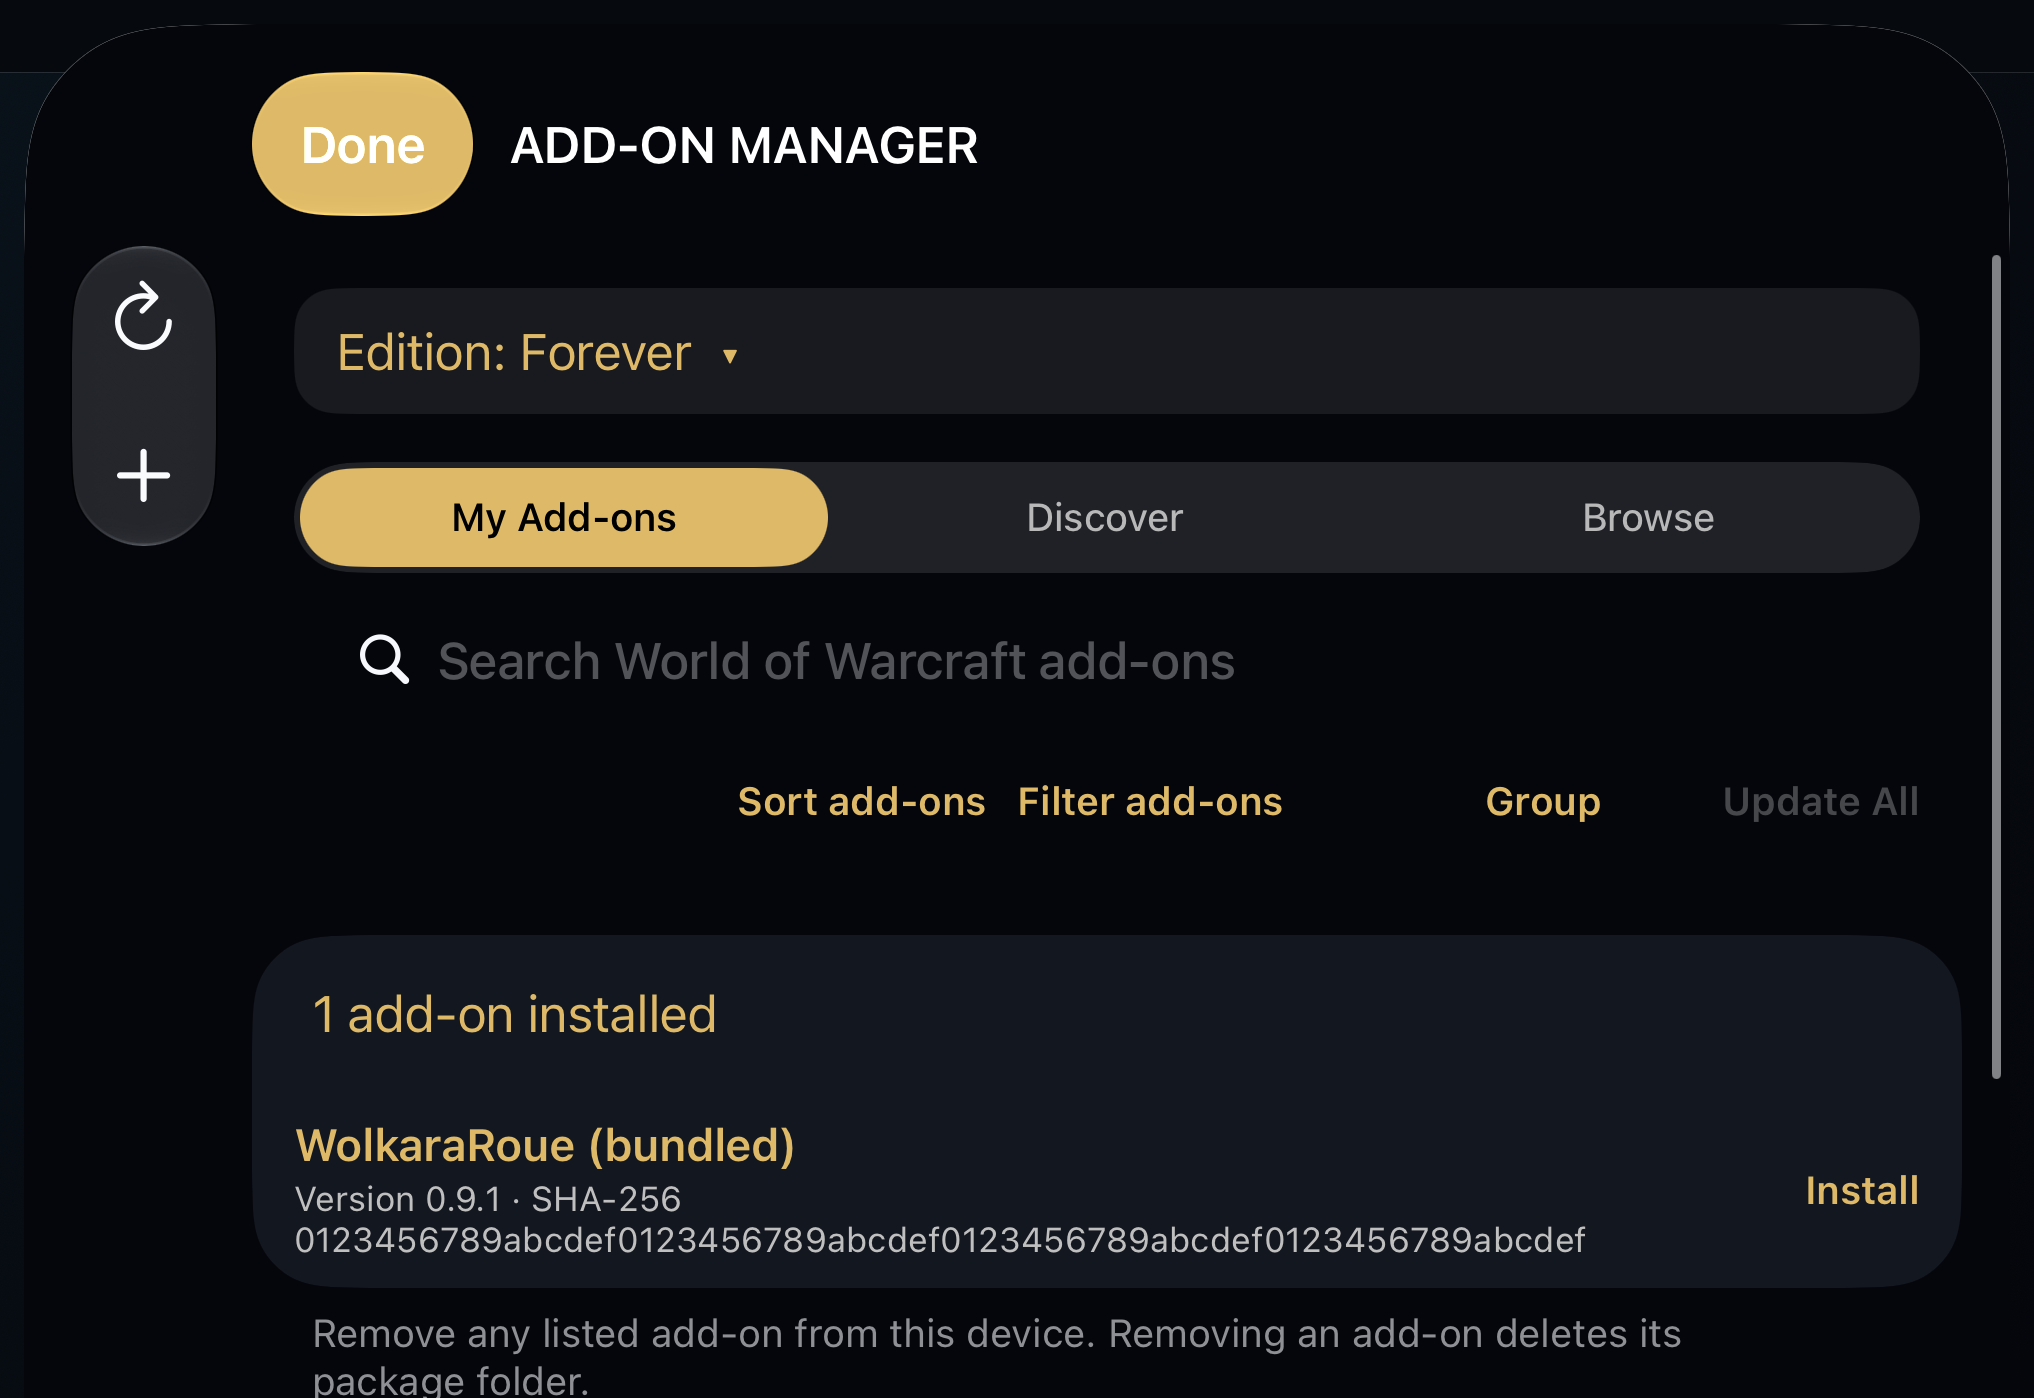 Done
ADD-ON MANAGER
Edition: Forever ▾
My Add-ons
Discover
Browse
Search World of Warcraft add-ons
Sort add-ons
Filter add-ons
Group
Update All
1 add-on installed
WolkaraRoue (bundled)
Version 0.9.1 · SHA-256
0123456789abcdef0123456789abcdef0123456789abcdef0123456789abcdef
Install
Remove any listed add-on from this device. Removing an add-on deletes its
package folder.